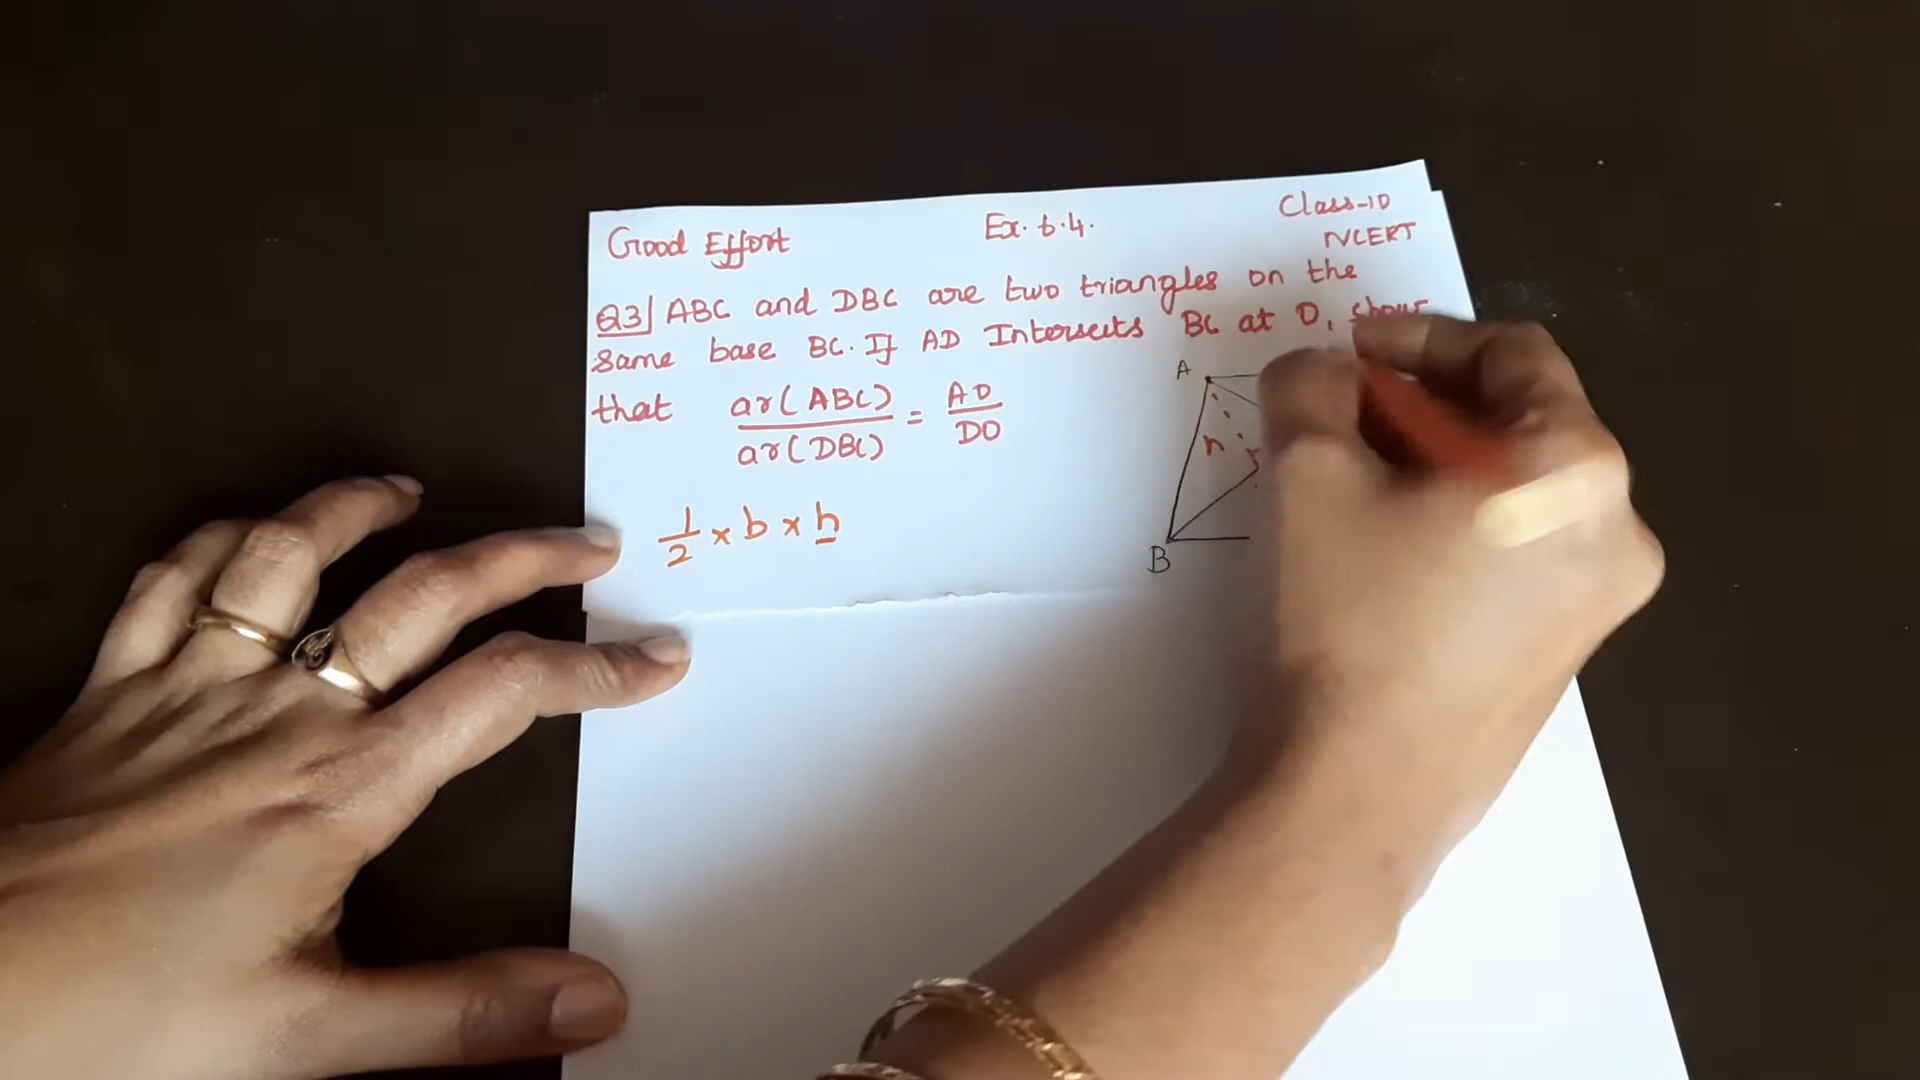 Good Effort
Ex. 6.4.
Class-10
NCERT
Q3| ABC and DBC are two triangles on the
same base BC. If AD Intersects BC at O, show
that ar(ABC)/ar(DBC) = AO/DO
1/2 × b × h
A
n
B